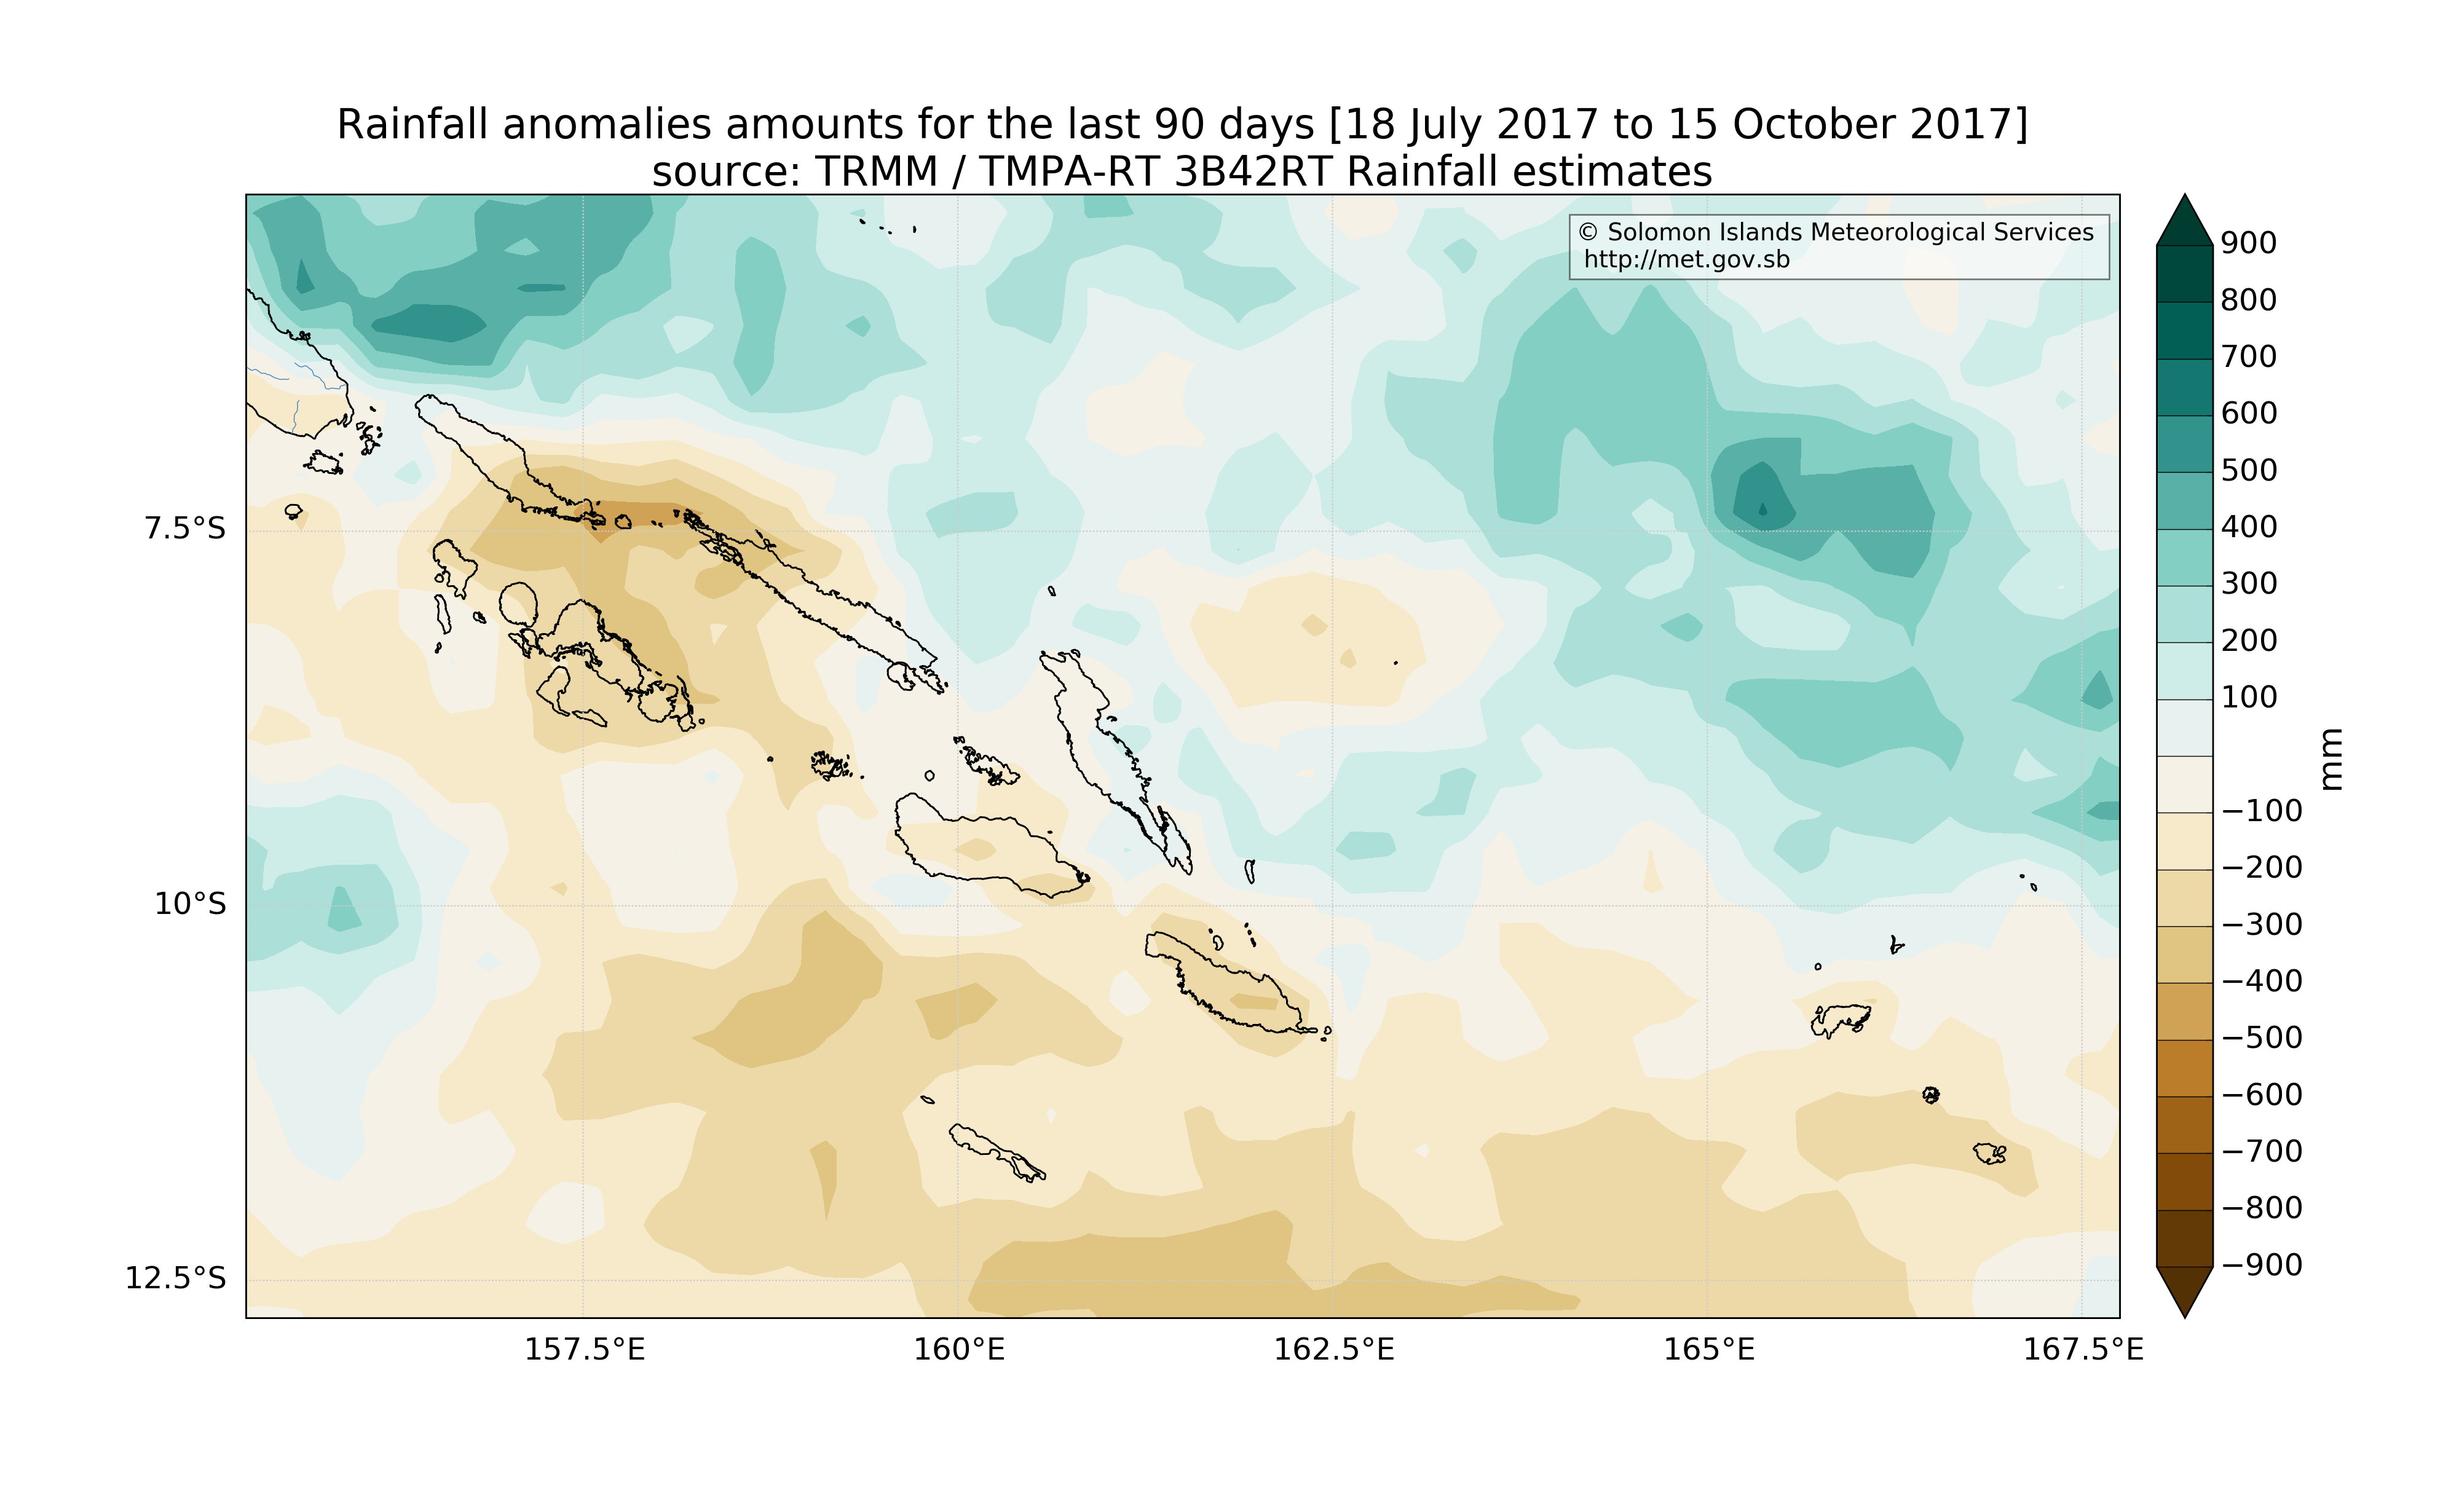 Rainfall anomalies amounts for the last 90 days [18 July 2017 to 15 October 2017]
source: TRMM / TMPA-RT 3B42RT Rainfall estimates
© Solomon Islands Meteorological Services
http://met.gov.sb
7.5°S
10°S
12.5°S
157.5°E
160°E
162.5°E
165°E
167.5°E
900
800
700
600
500
400
300
200
100
−100
−200
−300
−400
−500
−600
−700
−800
−900
mm